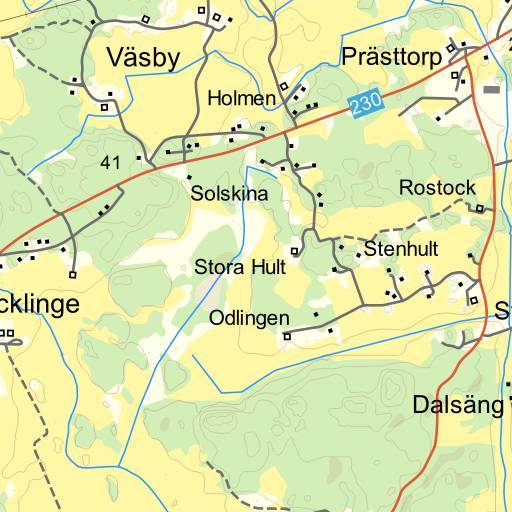 Väsby
Prästtorp
Holmen
230
41
Solskina
Rostock
Stenhult
Stora Hult
cklinge
Odlingen
S
Dalsäng